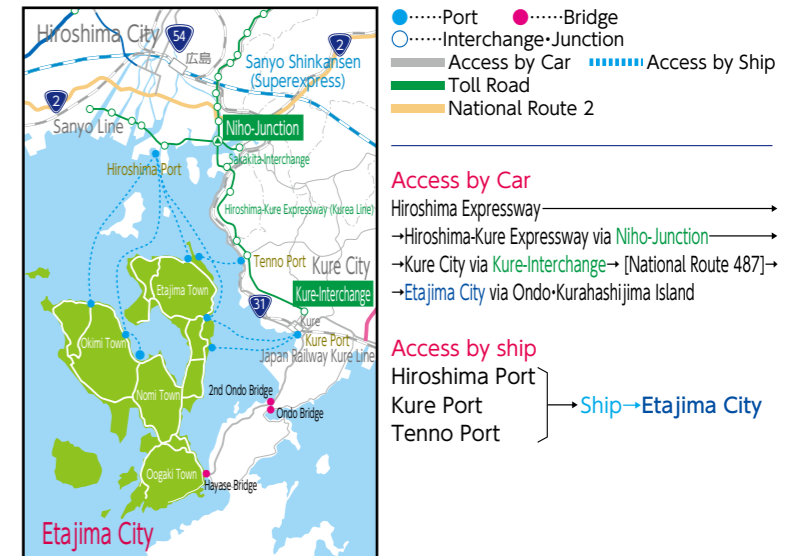 Hiroshima City
54
広島
2
Sanyo Shinkansen
(Superexpress)
2
Sanyo Line
Niho-Junction
Sakakita-Interchange
Hiroshima Port
Hiroshima-Kure Expressway (Kurea Line)
Tenno Port
Kure City
Etajima Town
31
Kure-Interchange
Kure
Kure Port
Okimi Town
Japan Railway Kure Line
Nomi Town
2nd Ondo Bridge
Ondo Bridge
Oogaki Town
Hayase Bridge
Etajima City
……Port ……Bridge
……Interchange・Junction
Access by Car Access by Ship
Toll Road
National Route 2
Access by Car
Hiroshima Expressway→
→Hiroshima-Kure Expressway via Niho-Junction→
→Kure City via Kure-Interchange→ [National Route 487]→
→Etajima City via Ondo・Kurahashijima Island
Access by ship
Hiroshima Port
Kure Port
Tenno Port
→Ship→Etajima City